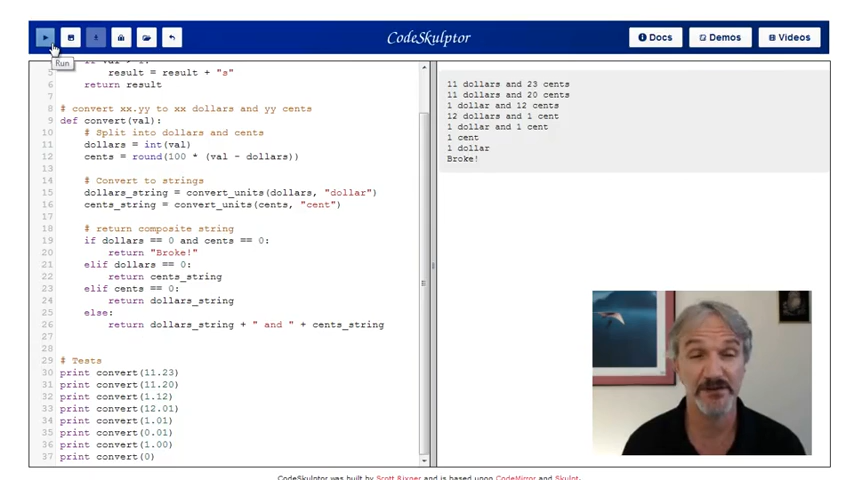 CodeSkulptor
Docs
Demos
Videos
Run
5 result = result + "s"
6 return result
7
8 # convert xx.yy to xx dollars and yy cents
9 def convert(val):
10 # Split into dollars and cents
11 dollars = int(val)
12 cents = round(100 * (val - dollars))
13
14 # Convert to strings
15 dollars_string = convert_units(dollars, "dollar")
16 cents_string = convert_units(cents, "cent")
17
18 # return composite string
19 if dollars == 0 and cents == 0:
20 return "Broke!"
21 elif dollars == 0:
22 return cents_string
23 elif cents == 0:
24 return dollars_string
25 else:
26 return dollars_string + " and " + cents_string
27
28
29 # Tests
30 print convert(11.23)
31 print convert(11.20)
32 print convert(1.12)
33 print convert(12.01)
34 print convert(1.01)
35 print convert(0.01)
36 print convert(1.00)
37 print convert(0)
11 dollars and 23 cents
11 dollars and 20 cents
1 dollar and 12 cents
12 dollars and 1 cent
1 dollar and 1 cent
1 cent
1 dollar
Broke!
CodeSkulptor was built by Scott Rixner and is based upon CodeMirror and Skulpt.